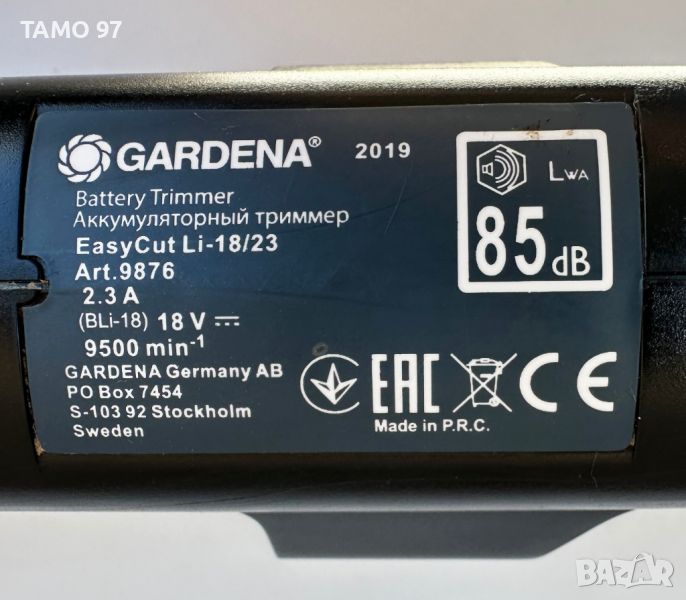 TAMO 97
GARDENA® 2019
Battery Trimmer
Аккумуляторный триммер
EasyCut Li-18/23
Art.9876
2.3 A
(BLi-18) 18 V
9500 min-1
GARDENA Germany AB
PO Box 7454
S-103 92 Stockholm
Sweden
LWA
85 dB
EAC CE
Made in P.R.C.
BAZAR